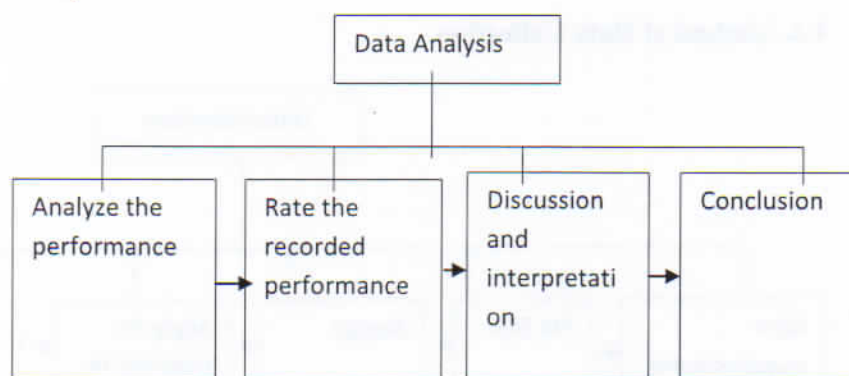 Data Analysis
Analyze the
performance
Rate the
recorded
performance
Discussion
and
interpretati
on
Conclusion